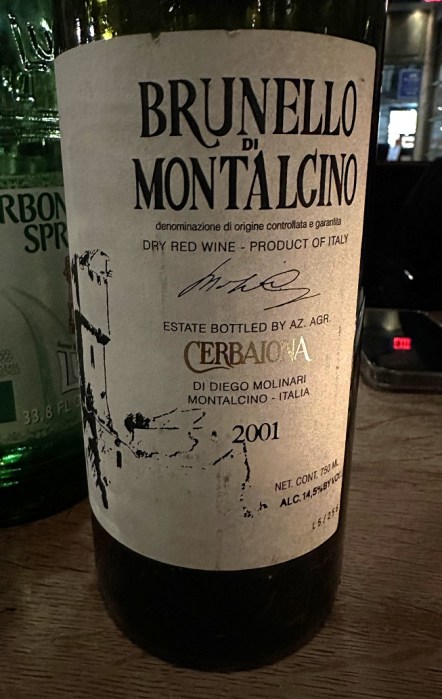 BRUNELLO
DI
MONTALCINO
denominazione di origine controllata e garantita
DRY RED WINE - PRODUCT OF ITALY
ESTATE BOTTLED BY AZ. AGR.
CERBAIONA
DI DIEGO MOLINARI
MONTALCINO - ITALIA
2001
NET. CONT. 750 ML
ALC. 14,5% BY VOL
L5/255
RBON
SPR
33.8 FL